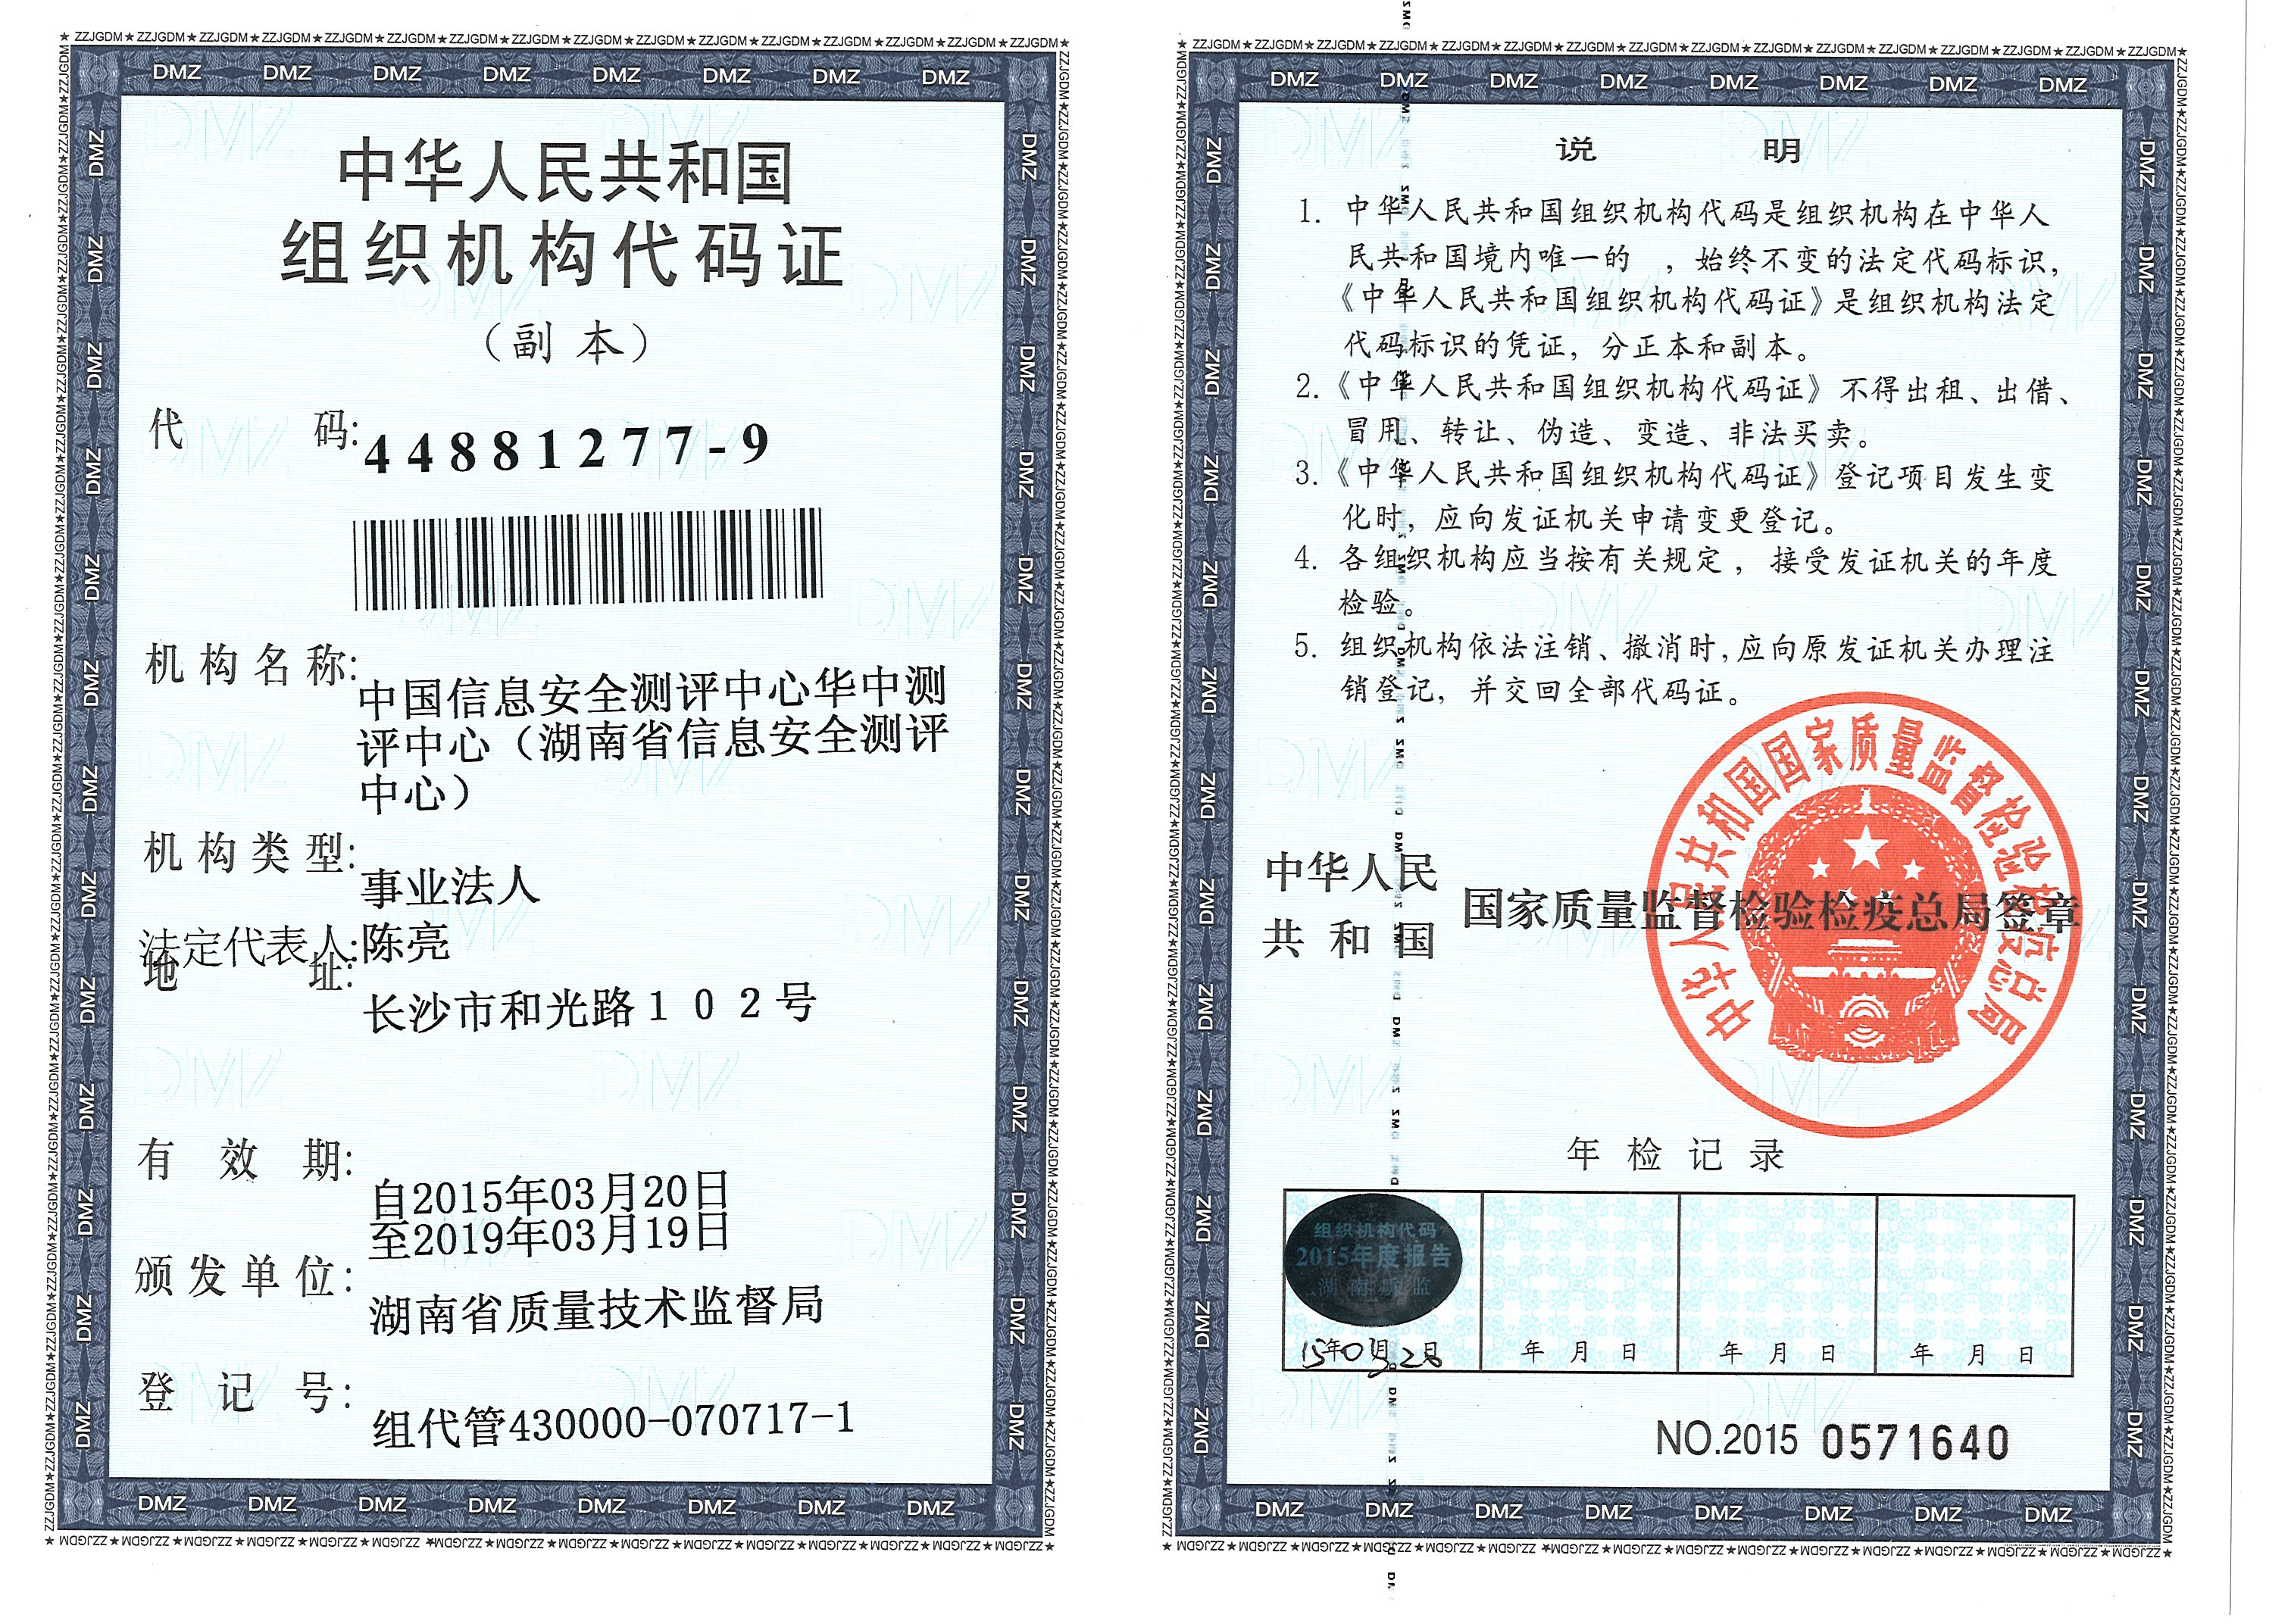 中华人民共和国
组织机构代码证
（副 本）
代 码: 44881277-9
机构名称: 中国信息安全测评中心华中测
评中心（湖南省信息安全测评
中心）
机构类型: 事业法人
法定代表人: 陈亮
地 址: 长沙市和光路102号
有 效 期: 自2015年03月20日
至2019年03月19日
颁发单位: 湖南省质量技术监督局
登 记 号: 组代管430000-070717-1
说 明
1. 中华人民共和国组织机构代码是组织机构在中华人
民共和国境内唯一的 ，始终不变的法定代码标识，
《中华人民共和国组织机构代码证》是组织机构法定
代码标识的凭证，分正本和副本。
2.《中华人民共和国组织机构代码证》不得出租、出借、
冒用、转让、伪造、变造、非法买卖。
3.《中华人民共和国组织机构代码证》登记项目发生变
化时，应向发证机关申请变更登记。
4. 各组织机构应当按有关规定，接受发证机关的年度
检验。
5. 组织机构依法注销、撤消时，应向原发证机关办理注
销登记，并交回全部代码证。
中华人民共和国国家质量监督检验检疫总局
中华人民
共和国 国家质量监督检验检疫总局签章
年检记录
组织机构代码
2015年度报告
湖南质监
15年03月20日
年 月 日
年 月 日
年 月 日
NO.2015 0571640